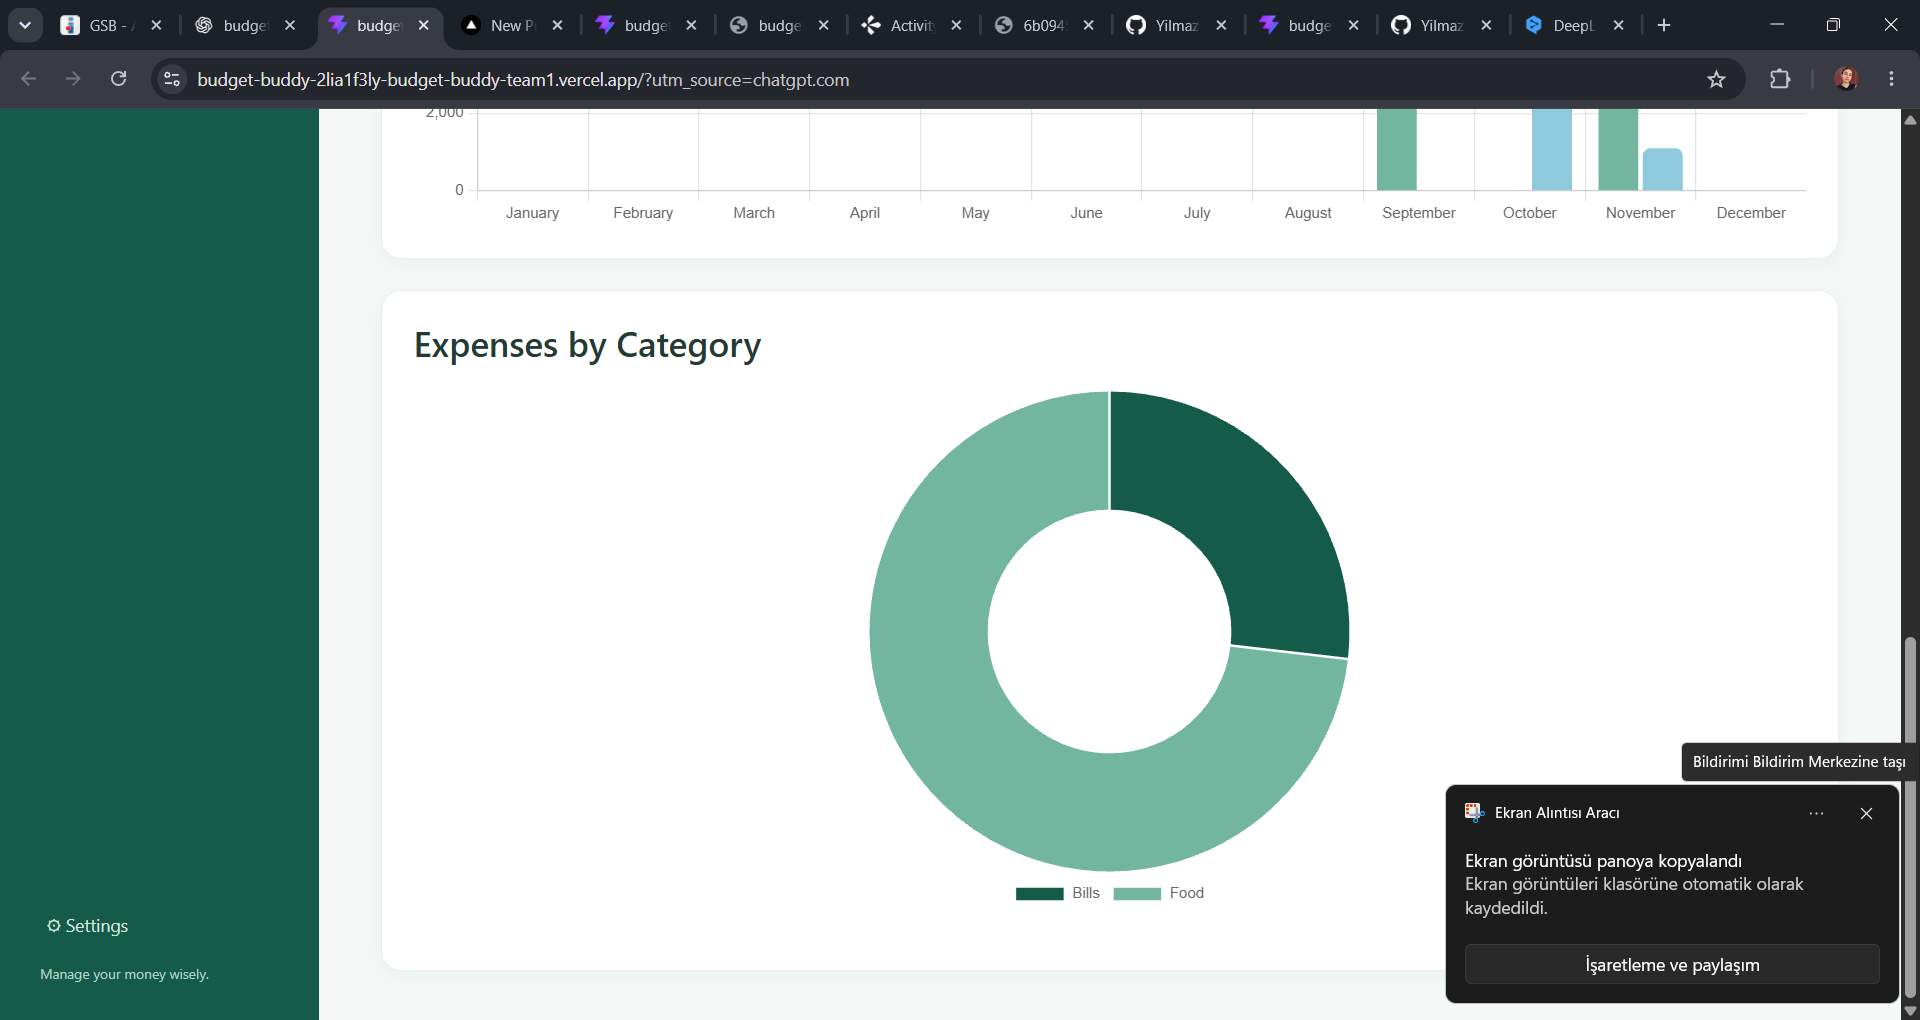 GSB -
budge
budge
New P
budge
budge
Activit
6b094
Yilmaz
budge
Yilmaz
DeepL
budget-buddy-2lia1f3ly-budget-buddy-team1.vercel.app/?utm_source=chatgpt.com
2,000
0
January February March April May June July August September October November December
Expenses by Category
Bills Food
Settings
Manage your money wisely.
Bildirimi Bildirim Merkezine taşı
Ekran Alıntısı Aracı
Ekran görüntüsü panoya kopyalandı
Ekran görüntüleri klasörüne otomatik olarak
kaydedildi.
İşaretleme ve paylaşım